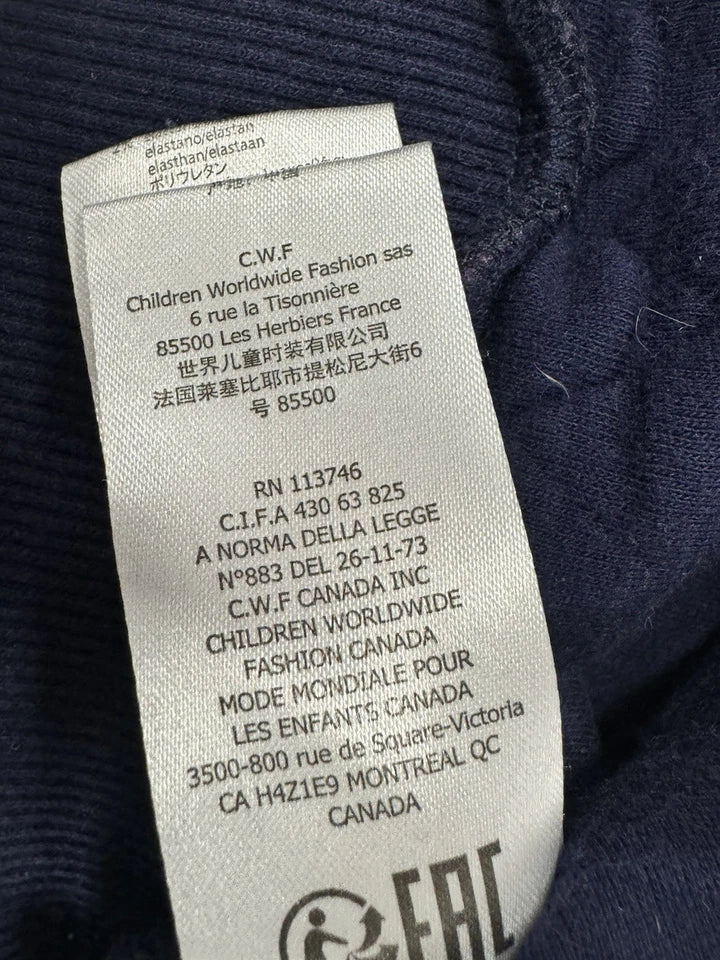 elastano/elastan
elasthan/elastaan
ポリウレタン
C.W.F
Children Worldwide Fashion sas
6 rue la Tisonnière
85500 Les Herbiers France
世界儿童时装有限公司
法国莱塞比耶市提松尼大街6
号 85500
RN 113746
C.I.F.A 430 63 825
A NORMA DELLA LEGGE
N°883 DEL 26-11-73
C.W.F CANADA INC
CHILDREN WORLDWIDE
FASHION CANADA
MODE MONDIALE POUR
LES ENFANTS CANADA
3500-800 rue de Square-Victoria
CA H4Z1E9 MONTREAL QC
CANADA
EAC